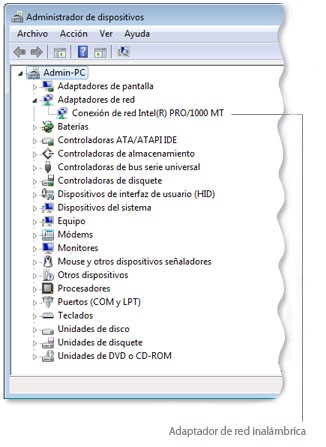 Administrador de dispositivos
Archivo Acción Ver Ayuda
Admin-PC
Adaptadores de pantalla
Adaptadores de red
Conexión de red Intel(R) PRO/1000 MT
Baterías
Controladoras ATA/ATAPI IDE
Controladoras de almacenamiento
Controladoras de bus serie universal
Controladoras de disquete
Dispositivos de interfaz de usuario (HID)
Dispositivos del sistema
Equipo
Módems
Monitores
Mouse y otros dispositivos señaladores
Otros dispositivos
Procesadores
Puertos (COM y LPT)
Teclados
Unidades de disco
Unidades de disquete
Unidades de DVD o CD-ROM
Adaptador de red inalámbrica